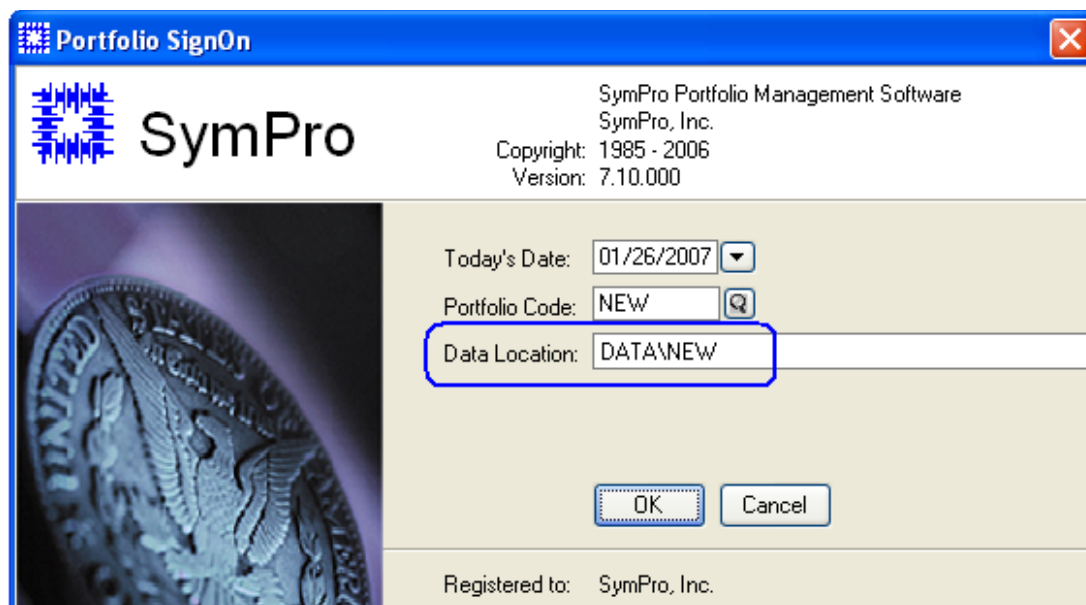 Portfolio SignOn
SymPro
SymPro Portfolio Management Software
SymPro, Inc.
Copyright: 1985 - 2006
Version: 7.10.000
Today's Date: 01/26/2007
Portfolio Code: NEW
Data Location: DATA\NEW
OK Cancel
Registered to: SymPro, Inc.
UNITED